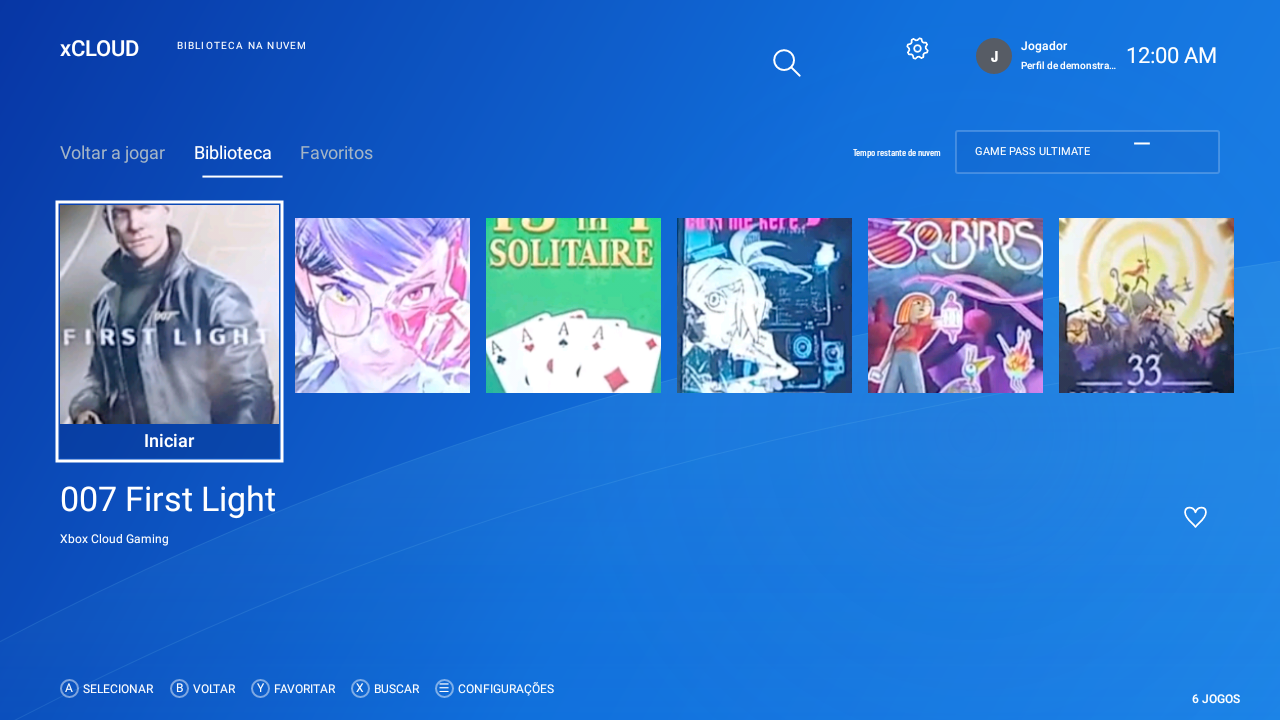 xCLOUD
BIBLIOTECA NA NUVEM
J
Jogador
Perfil de demonstra...
12:00 AM
Voltar a jogar
Biblioteca
Favoritos
Tempo restante de nuvem
GAME PASS ULTIMATE
007
FIRST LIGHT
SOLITAIRE
A
A
A
A
30 BIRDS
33
Iniciar
007 First Light
Xbox Cloud Gaming
A SELECIONAR
B VOLTAR
Y FAVORITAR
X BUSCAR
CONFIGURAÇÕES
6 JOGOS